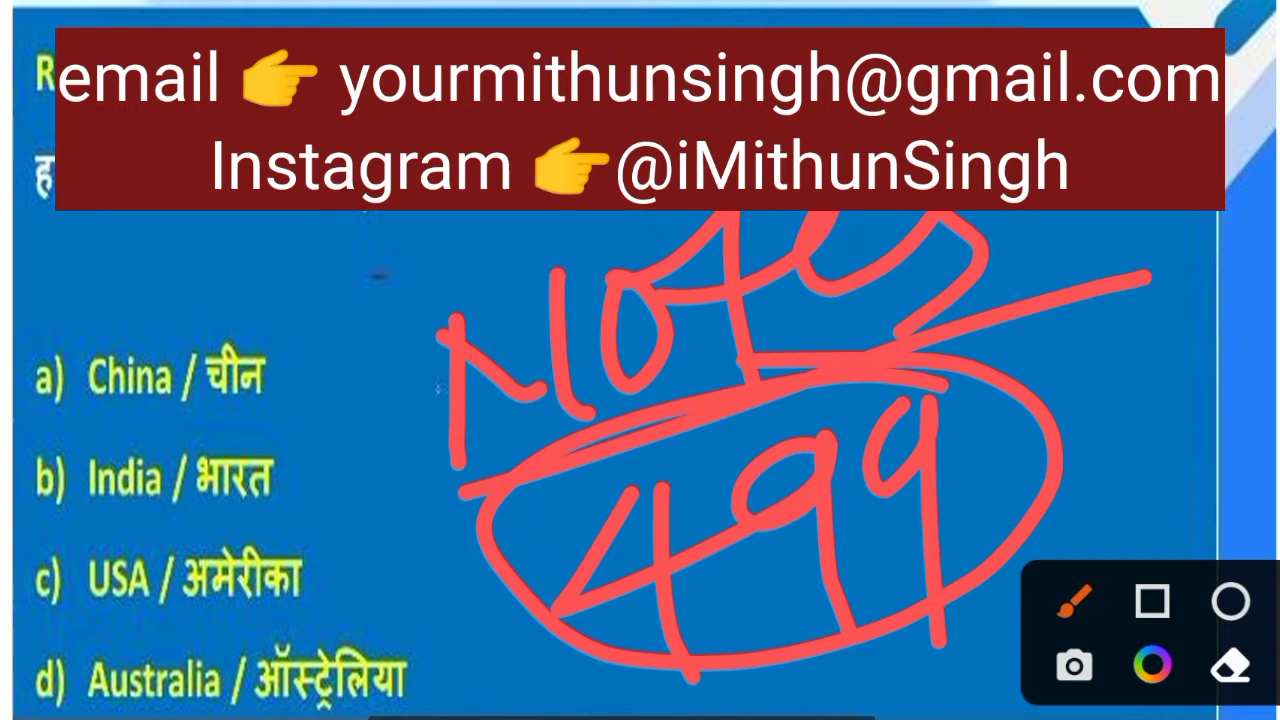 R
email 👉 yourmithunsingh@gmail.com
ह
Instagram 👉@iMithunSingh
Notes
499
a) China / चीन
b) India / भारत
c) USA / अमेरीका
d) Australia / ऑस्ट्रेलिया